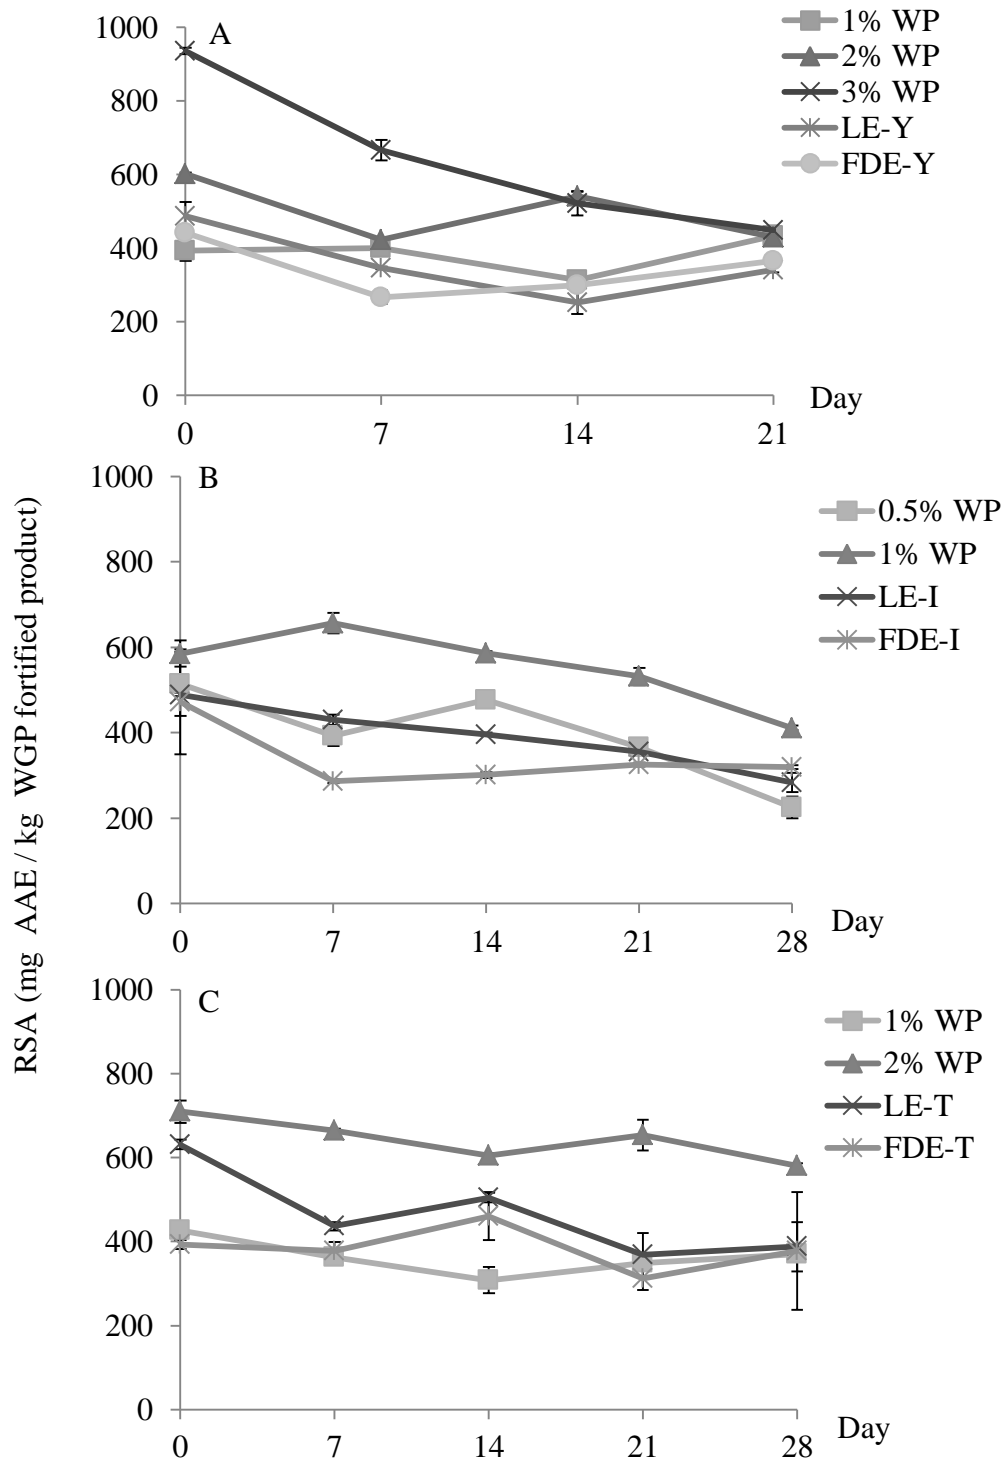 RSA (mg AAE / kg WGP fortified product)
A
1000
800
600
400
200
0
0 7 14 21
Day
1% WP
2% WP
3% WP
LE-Y
FDE-Y
B
1000
800
600
400
200
0
0 7 14 21 28
Day
0.5% WP
1% WP
LE-I
FDE-I
C
1000
800
600
400
200
0
0 7 14 21 28
Day
1% WP
2% WP
LE-T
FDE-T